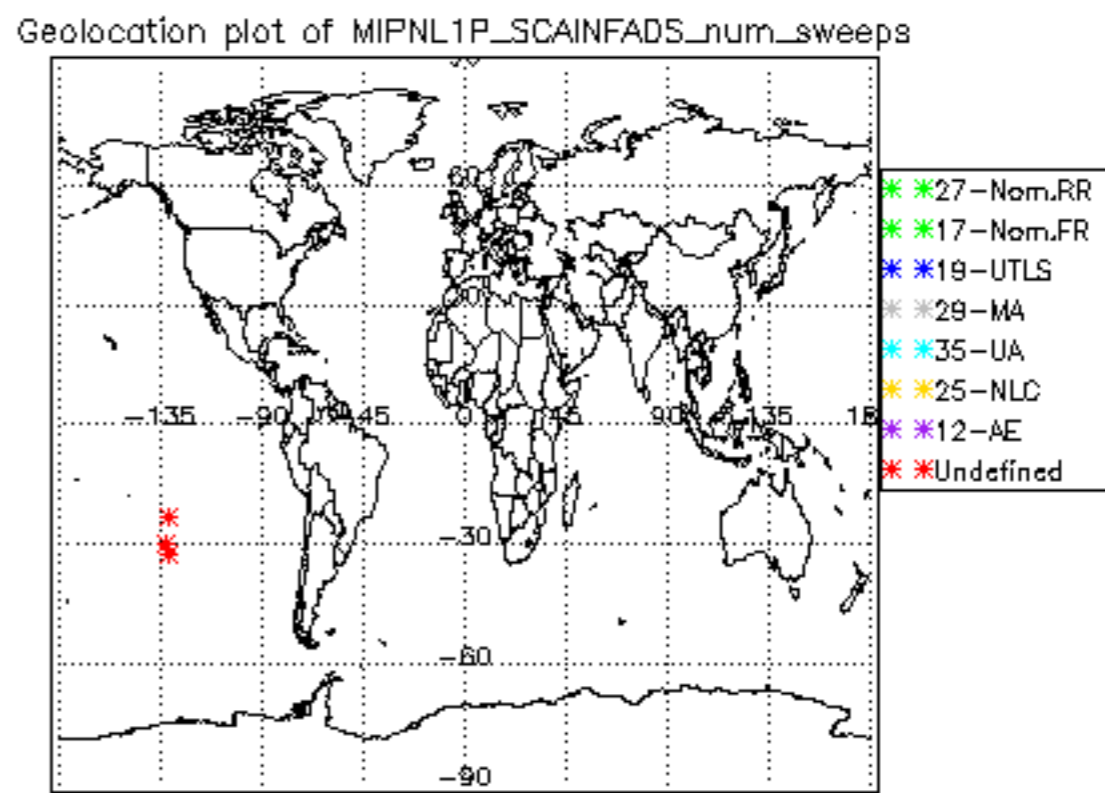 Geolocation plot of MIPNL1P_SCAINFADS_num_sweeps
60
27-Nom.RR
17-Nom.FR
19-UTLS
29-MA
35-UA
25-NLC
-135 -90 45 0 45 90 135
12-AE
Undefined
-30
-60
-90